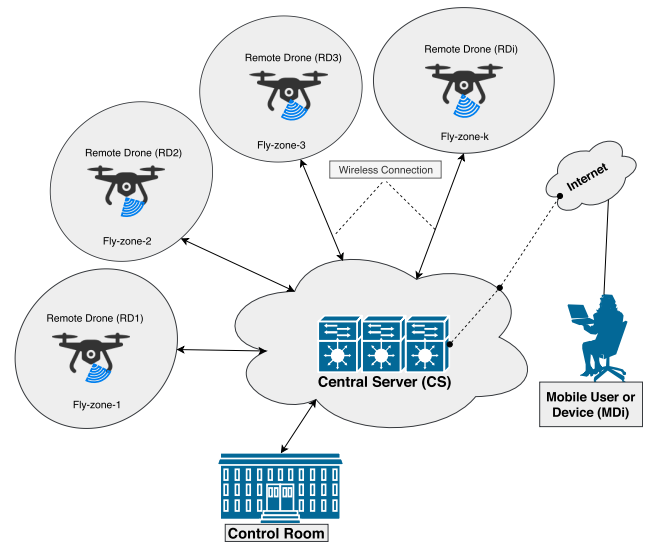 Remote Drone (RD3)
Fly-zone-3
Remote Drone (RDi)
Fly-zone-k
Remote Drone (RD2)
Fly-zone-2
Wireless Connection
Internet
Remote Drone (RD1)
Fly-zone-1
Central Server (CS)
Mobile User or
Device (MDi)
Control Room